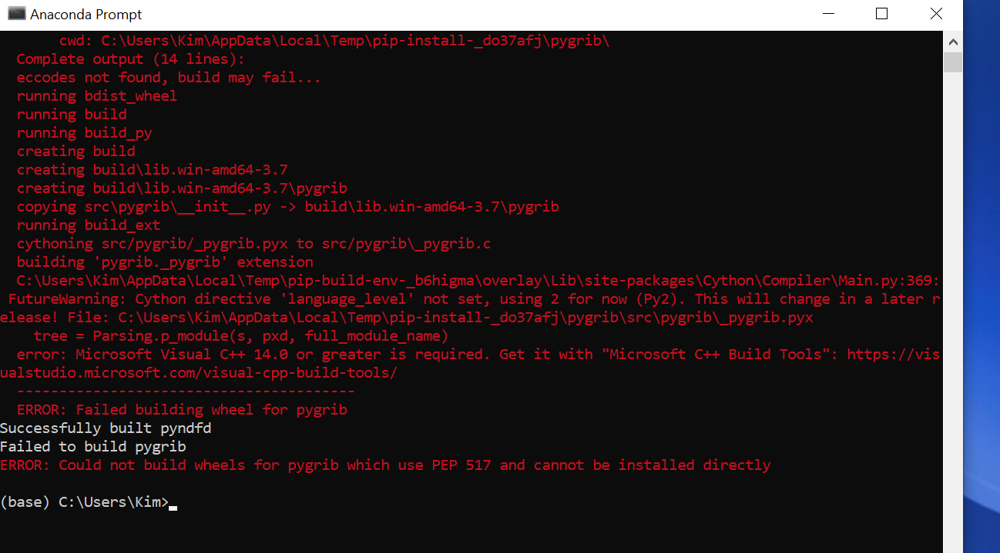 Anaconda Prompt
cwd: C:\Users\Kim\AppData\Local\Temp\pip-install-_do37afj\pygrib\
Complete output (14 lines):
eccodes not found, build may fail...
running bdist_wheel
running build
running build_py
creating build
creating build\lib.win-amd64-3.7
creating build\lib.win-amd64-3.7\pygrib
copying src\pygrib\__init__.py -> build\lib.win-amd64-3.7\pygrib
running build_ext
cythoning src/pygrib/_pygrib.pyx to src/pygrib\_pygrib.c
building 'pygrib._pygrib' extension
C:\Users\Kim\AppData\Local\Temp\pip-build-env-_b6higma\overlay\Lib\site-packages\Cython\Compiler\Main.py:369:
FutureWarning: Cython directive 'language_level' not set, using 2 for now (Py2). This will change in a later r
elease! File: C:\Users\Kim\AppData\Local\Temp\pip-install-_do37afj\pygrib\src\pygrib\_pygrib.pyx
tree = Parsing.p_module(s, pxd, full_module_name)
error: Microsoft Visual C++ 14.0 or greater is required. Get it with "Microsoft C++ Build Tools": https://vis
ualstudio.microsoft.com/visual-cpp-build-tools/
----------------------------------------
ERROR: Failed building wheel for pygrib
Successfully built pyndfd
Failed to build pygrib
ERROR: Could not build wheels for pygrib which use PEP 517 and cannot be installed directly
(base) C:\Users\Kim>